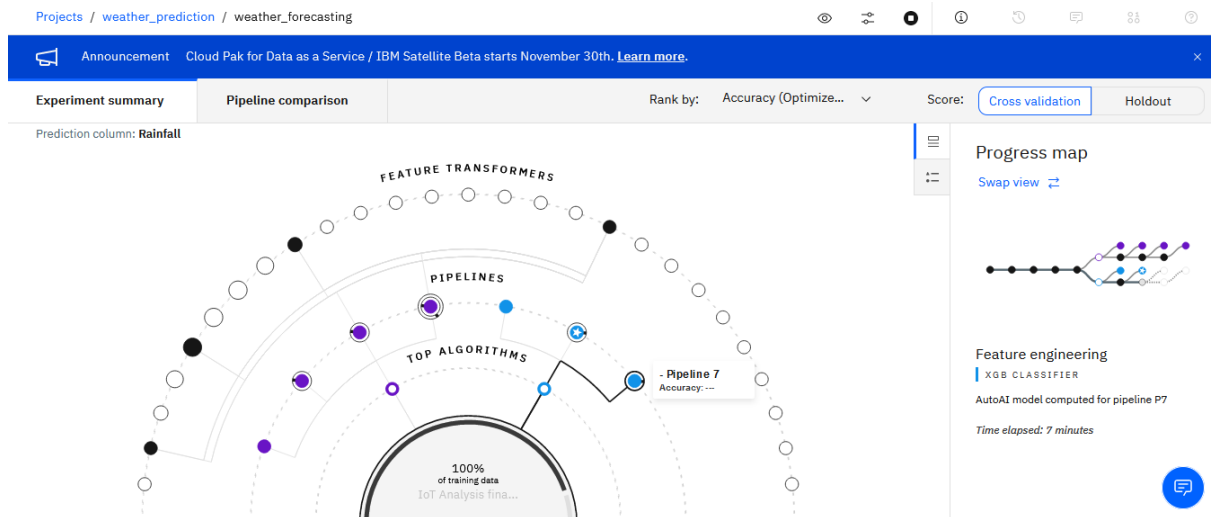 Projects / weather_prediction / weather_forecasting
Announcement Cloud Pak for Data as a Service / IBM Satellite Beta starts November 30th. Learn more.
Experiment summary Pipeline comparison Rank by: Accuracy (Optimize... Score: Cross validation Holdout
Prediction column: Rainfall
FEATURE TRANSFORMERS
PIPELINES
TOP ALGORITHMS
- Pipeline 7
Accuracy: ---
100%
of training data
IoT Analysis fina...
Progress map
Swap view
Feature engineering
XGB CLASSIFIER
AutoAI model computed for pipeline P7
Time elapsed: 7 minutes